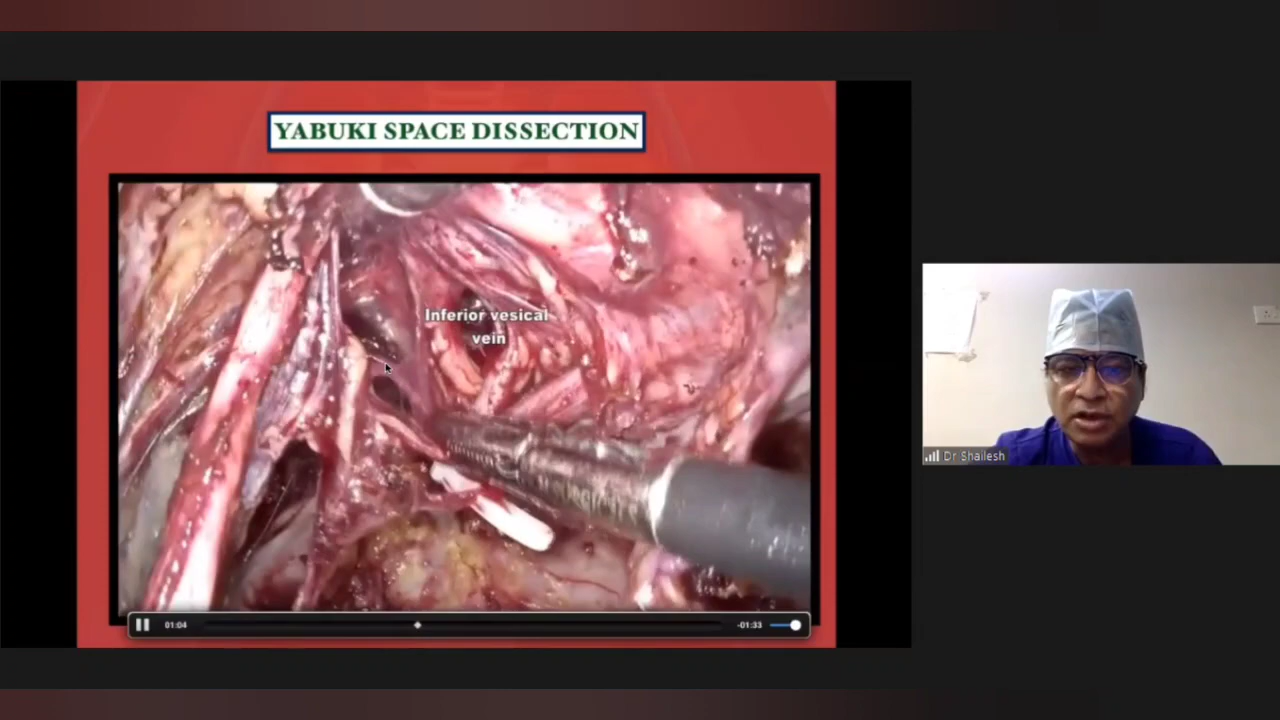 YABUKI SPACE DISSECTION
Inferior vesical
vein
01:04
-01:33
Dr Shailesh